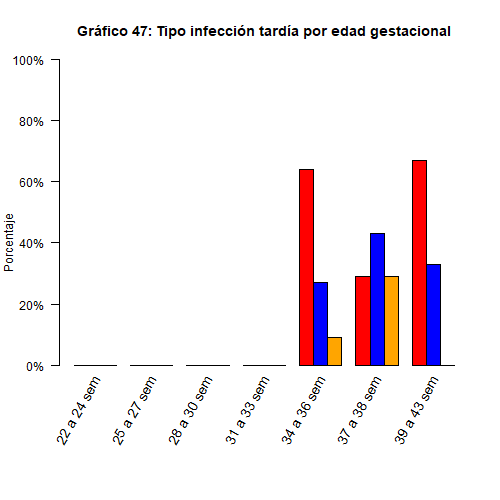 Gráfico 47: Tipo infección tardía por edad gestacional
100%
80%
60%
40%
20%
0%
Porcentaje
22 a 24 sem
25 a 27 sem
28 a 30 sem
31 a 33 sem
34 a 36 sem
37 a 38 sem
39 a 43 sem